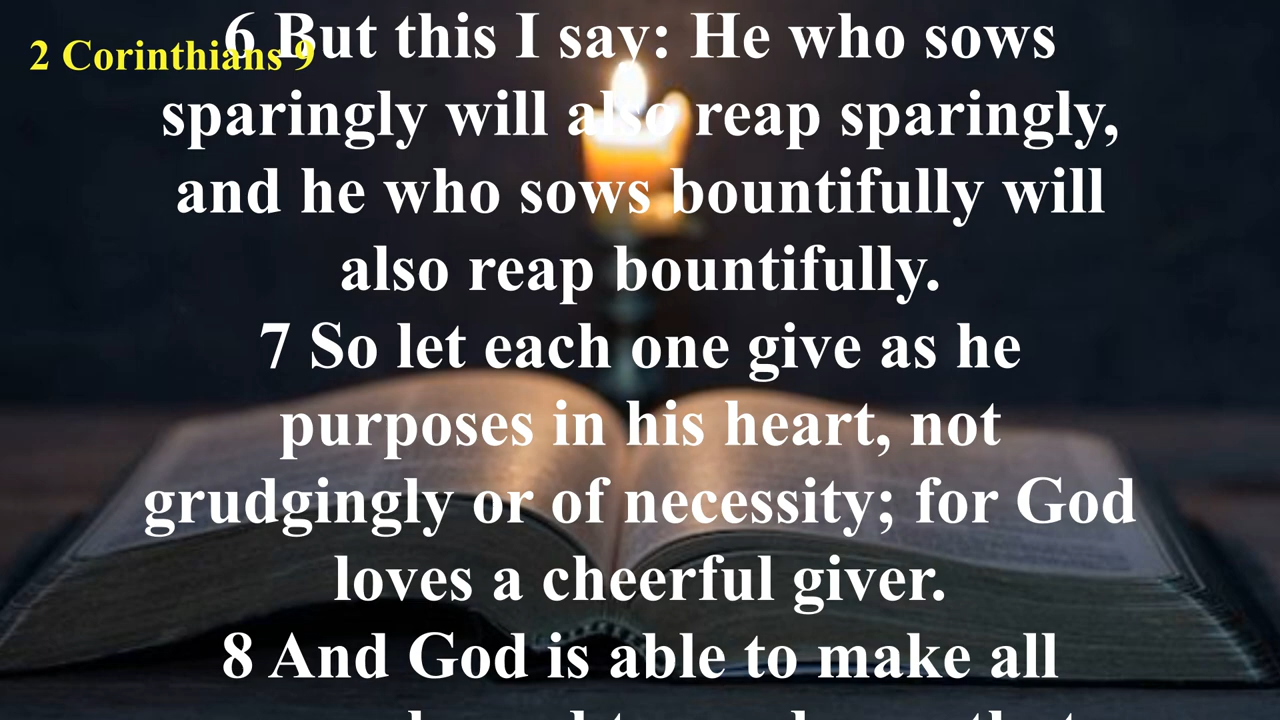 2 Corinthians 9
6 But this I say: He who sows
sparingly will also reap sparingly,
and he who sows bountifully will
also reap bountifully.
7 So let each one give as he
purposes in his heart, not
grudgingly or of necessity; for God
loves a cheerful giver.
8 And God is able to make all